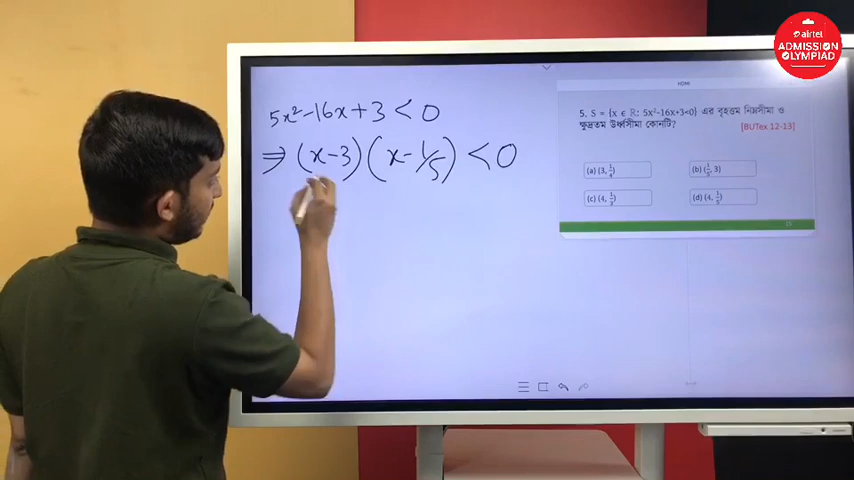 airtel
ADMISSION
OLYMPIAD
5x²-16x+3<0
⇒ (x-3)(x-1/5)<0
5. S = {x ∈ ℝ: 5x²-16x+3<0} এর বৃহত্তম নিম্নসীমা ও
ক্ষুদ্রতম উর্ধ্বসীমা কোনটি?
[BUTex 12-13]
(a) (3, 1/4)
(b) (1/5, 3)
(c) (4, 1/3)
(d) (4, 1/5)